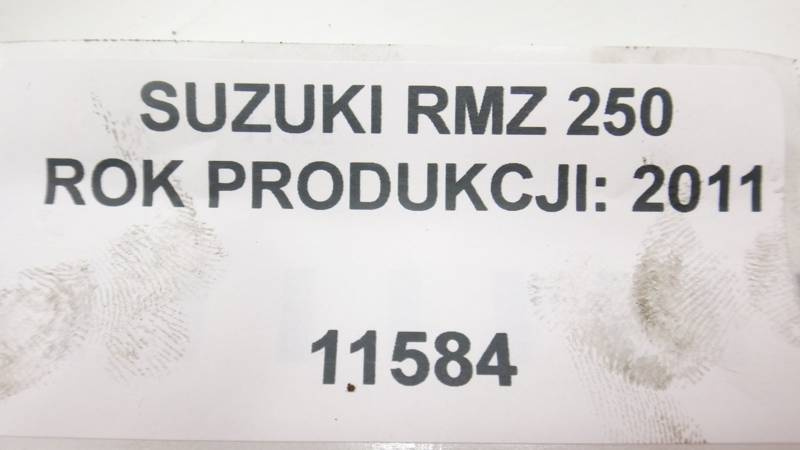 SUZUKI RMZ 250
ROK PRODUKCJI: 2011
11584